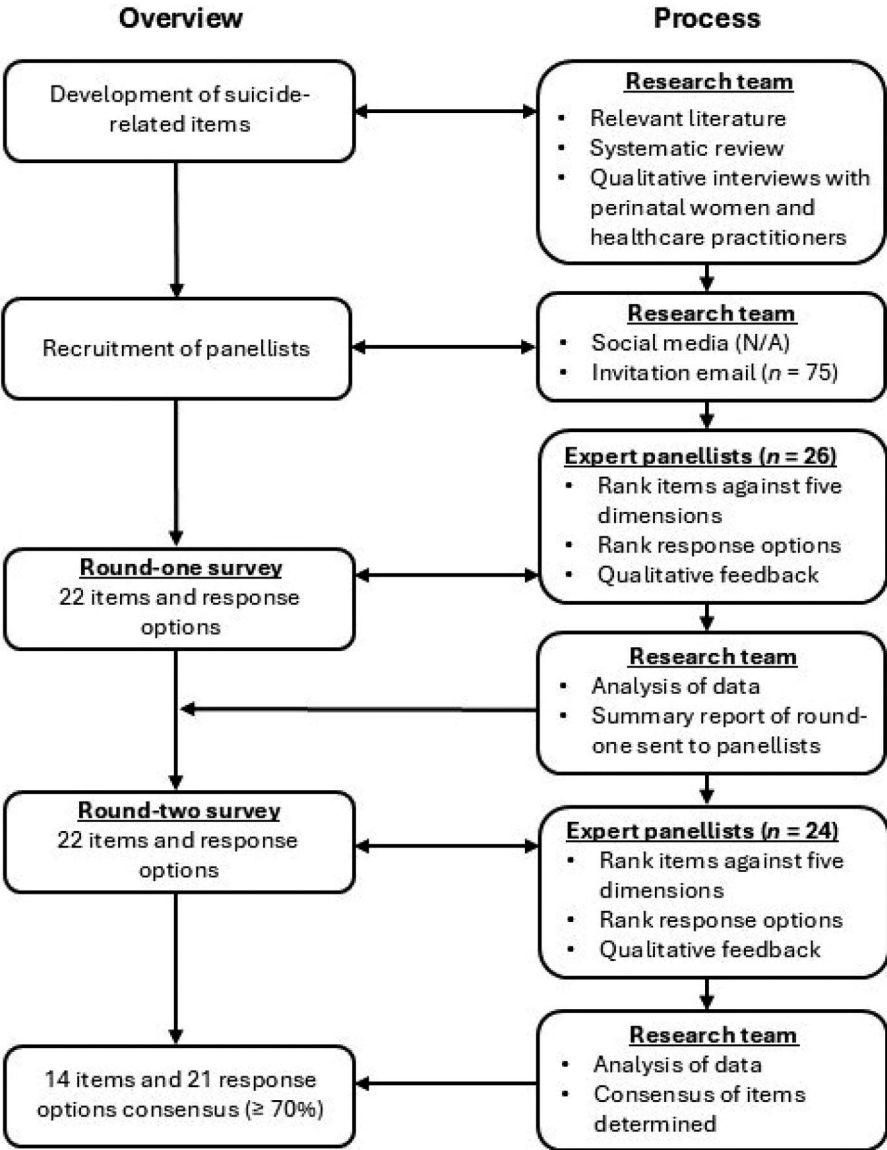 Overview
Process
Development of suicide-
related items
Research team
• Relevant literature
• Systematic review
• Qualitative interviews with
perinatal women and
healthcare practitioners
Recruitment of panellists
Research team
• Social media (N/A)
• Invitation email (n = 75)
Expert panellists (n = 26)
• Rank items against five
dimensions
• Rank response options
• Qualitative feedback
Round-one survey
22 items and response
options
Research team
• Analysis of data
• Summary report of round-
one sent to panellists
Round-two survey
22 items and response
options
Expert panellists (n = 24)
• Rank items against five
dimensions
• Rank response options
• Qualitative feedback
14 items and 21 response
options consensus (≥ 70%)
Research team
• Analysis of data
• Consensus of items
determined